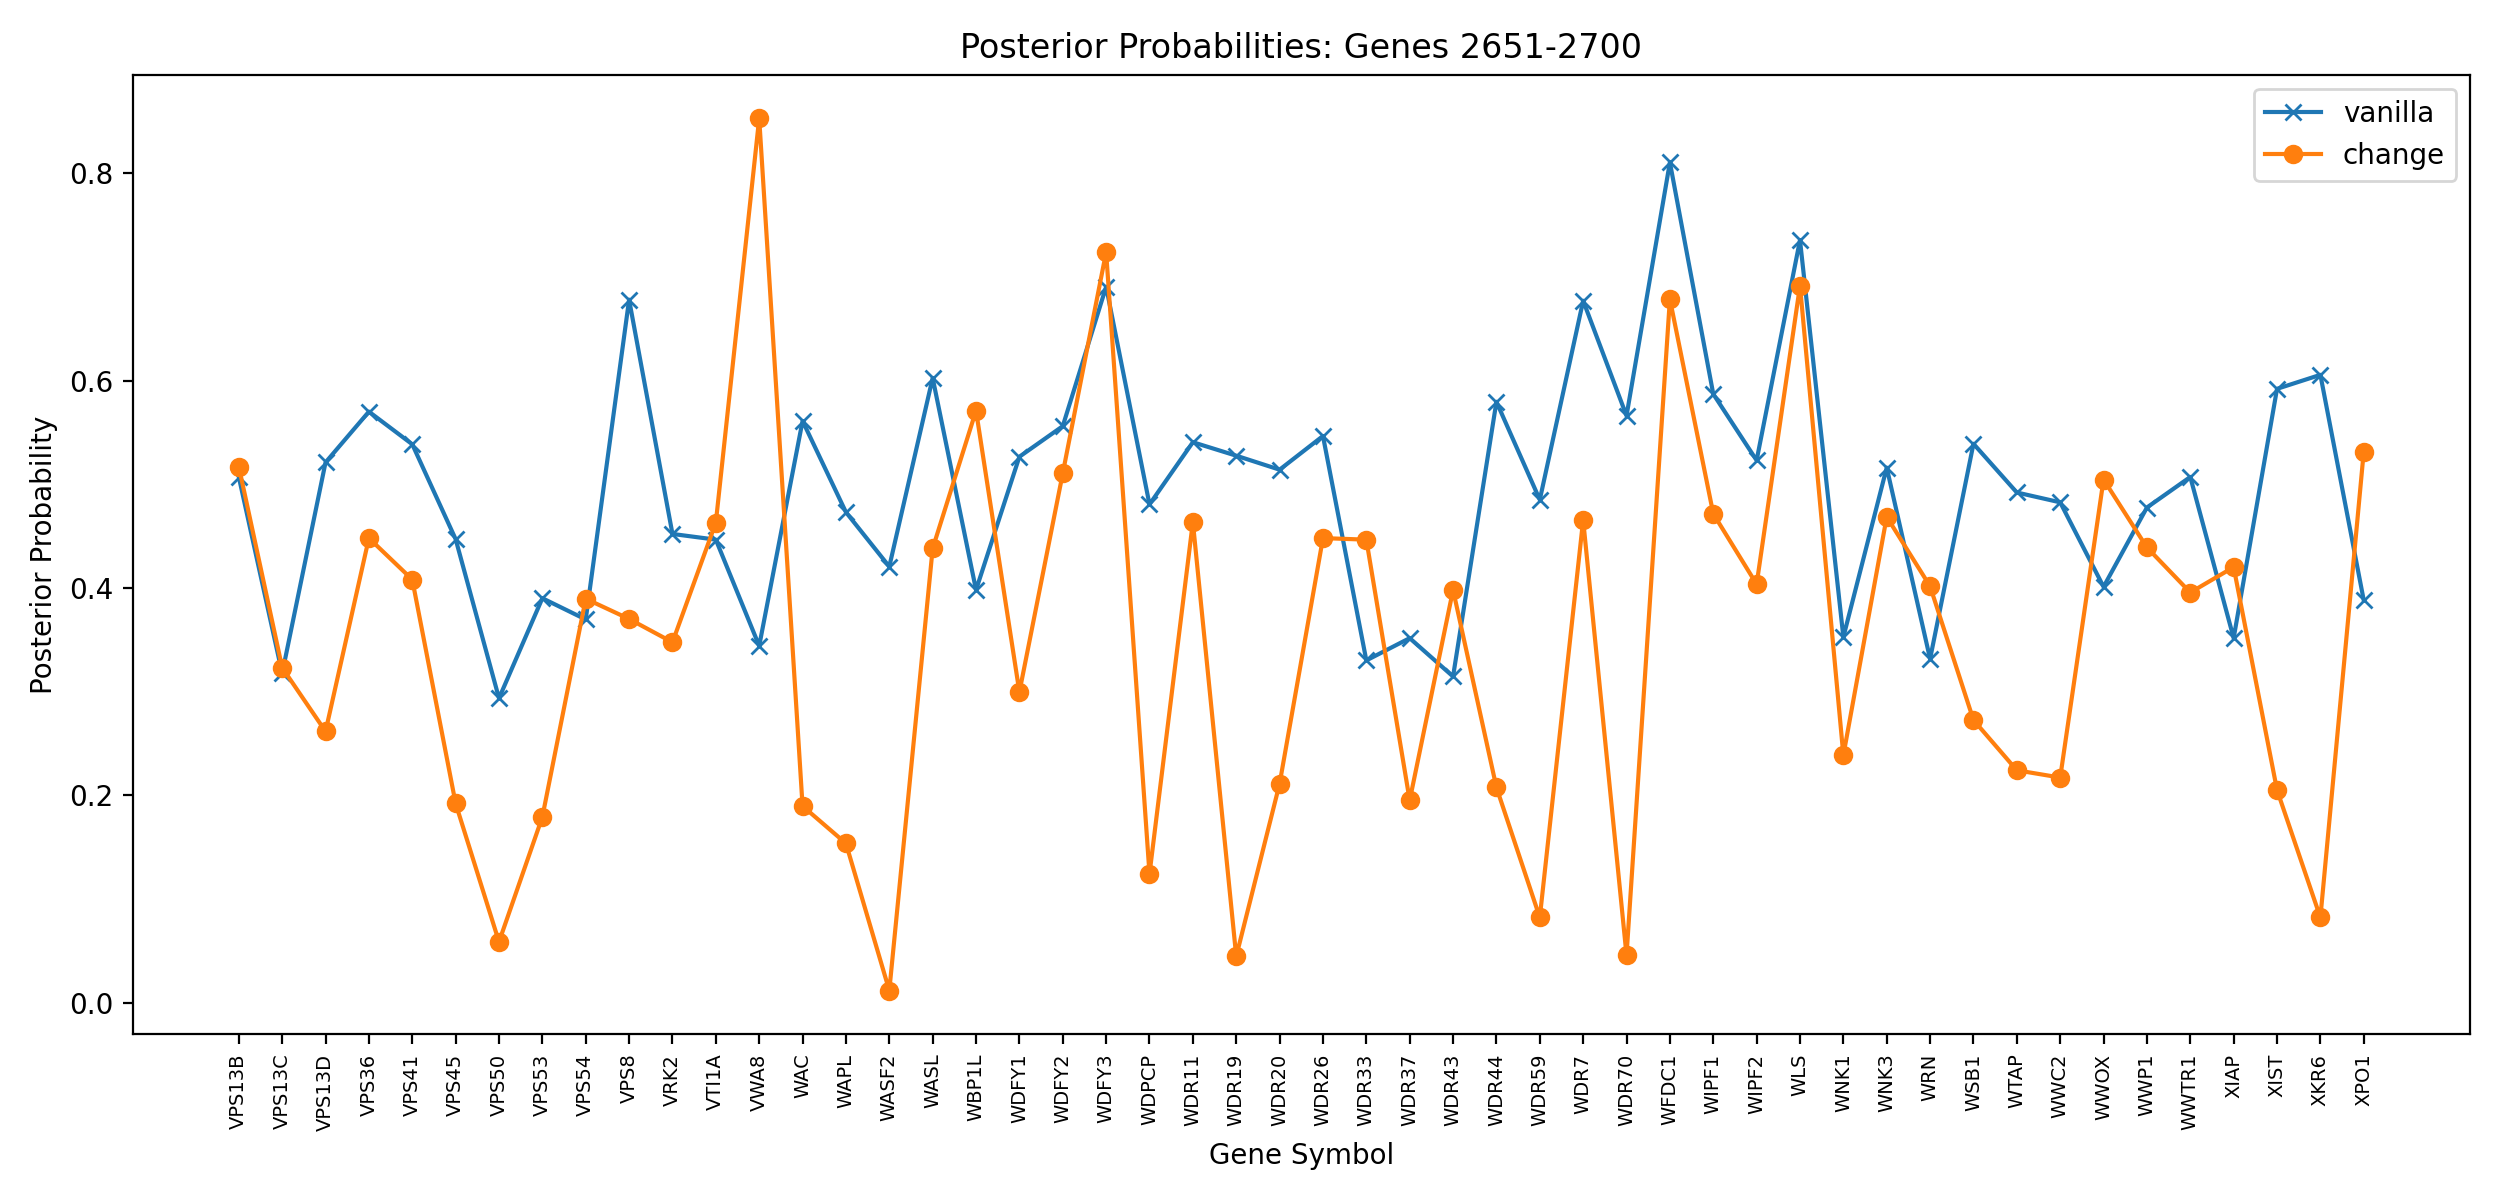 Posterior Probabilities: Genes 2651-2700
vanilla
change
Posterior Probability
0.8
0.6
0.4
0.2
0.0
VPS13B
VPS13C
VPS13D
VPS36
VPS41
VPS45
VPS50
VPS53
VPS54
VPS8
VRK2
VTI1A
VWA8
WAC
WAPL
WASF2
WASL
WBP1L
WDFY1
WDFY2
WDFY3
WDPCP
WDR11
WDR19
WDR20
WDR26
WDR33
WDR37
WDR43
WDR44
WDR59
WDR7
WDR70
WFDC1
WIPF1
WIPF2
WLS
WNK1
WNK3
WRN
WSB1
WTAP
WWC2
WWOX
WWP1
WWTR1
XIAP
XIST
XKR6
XPO1
Gene Symbol